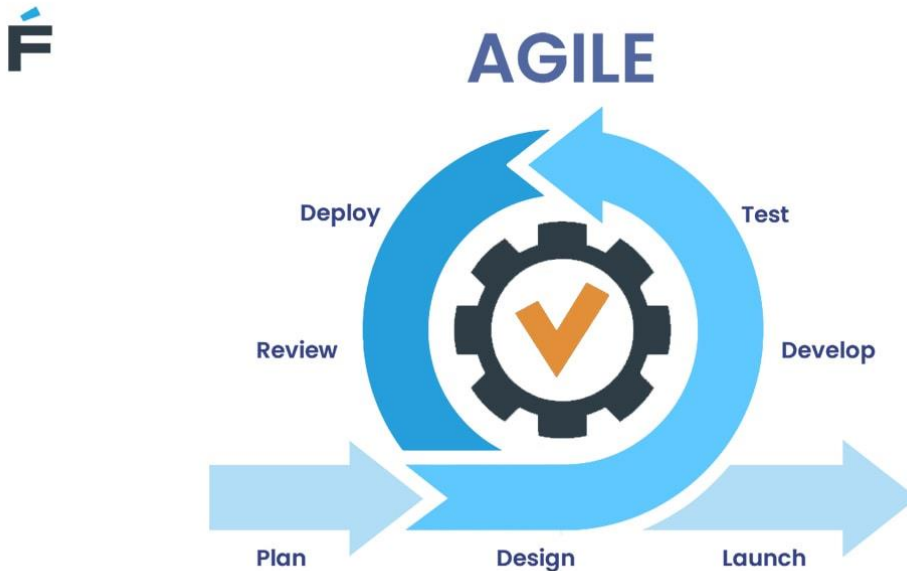 É
AGILE
Deploy
Test
Review
Develop
Plan
Design
Launch